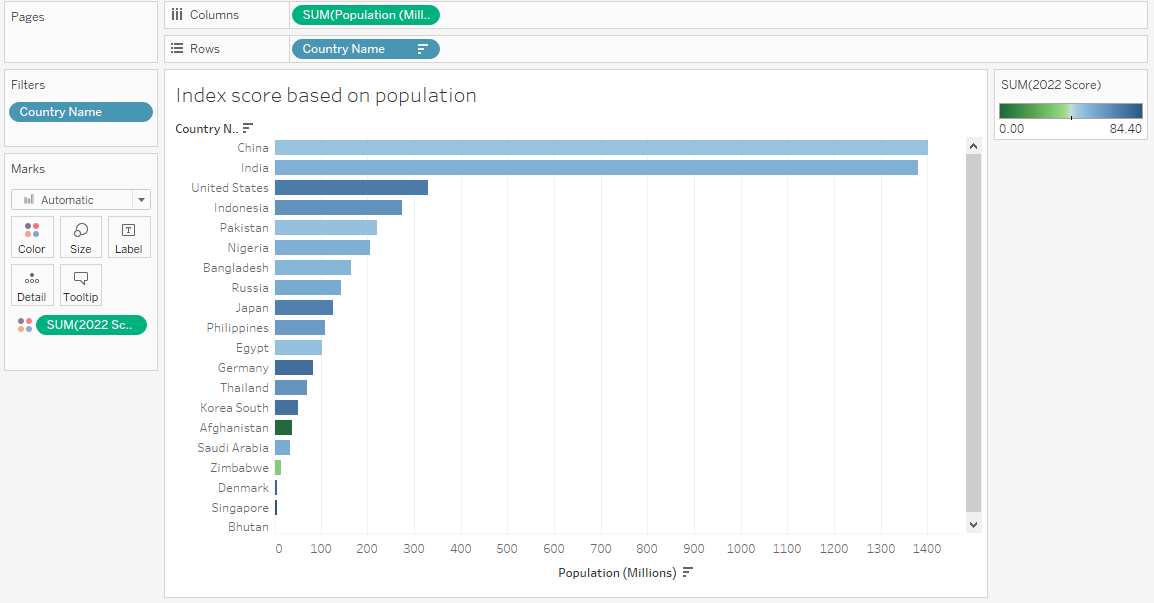 Pages
Columns
SUM(Population (Mill..
Rows
Country Name
Filters
Country Name
Marks
Automatic
Color
Size
Label
Detail
Tooltip
SUM(2022 Sc..
Index score based on population
Country N..
China
India
United States
Indonesia
Pakistan
Nigeria
Bangladesh
Russia
Japan
Philippines
Egypt
Germany
Thailand
Korea South
Afghanistan
Saudi Arabia
Zimbabwe
Denmark
Singapore
Bhutan
0 100 200 300 400 500 600 700 800 900 1000 1100 1200 1300 1400
Population (Millions)
SUM(2022 Score)
0.00 84.40